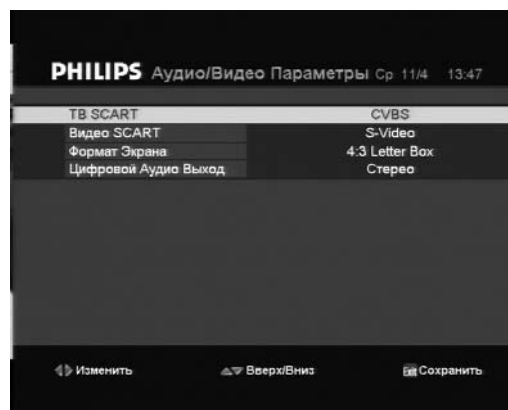 PHILIPS Аудио/Видео Параметры Ср 11/4 13:47
ТВ SCART CVBS
Видео SCART S-Video
Формат Экрана 4:3 Letter Box
Цифровой Аудио Выход Стерео
Изменить Вверх/Вниз Exit Сохранить